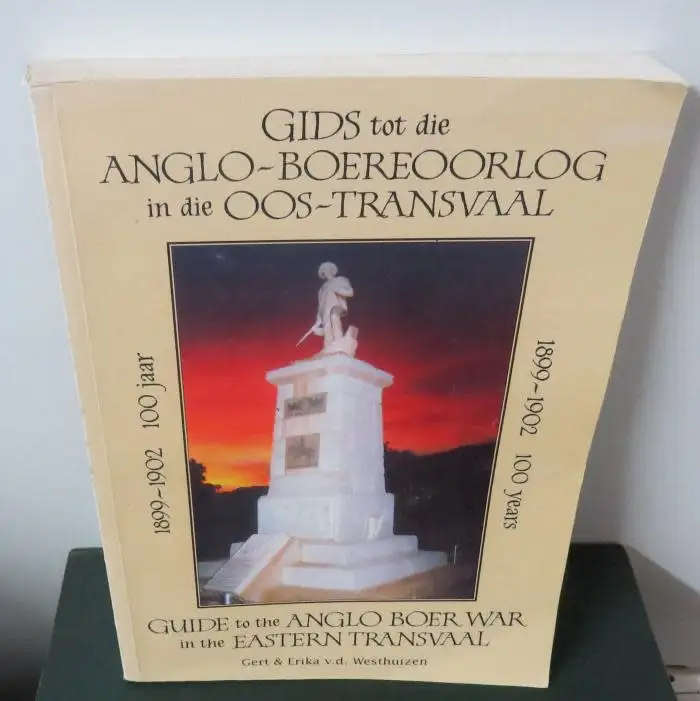 GIDS tot die
ANGLO-BOEREOORLOG
in die OOS-TRANSVAAL
1899-1902 100 jaar
1899-1902 100 years
GUIDE to the ANGLO BOER WAR
in the EASTERN TRANSVAAL
Gert & Erika v.d. Westhuizen